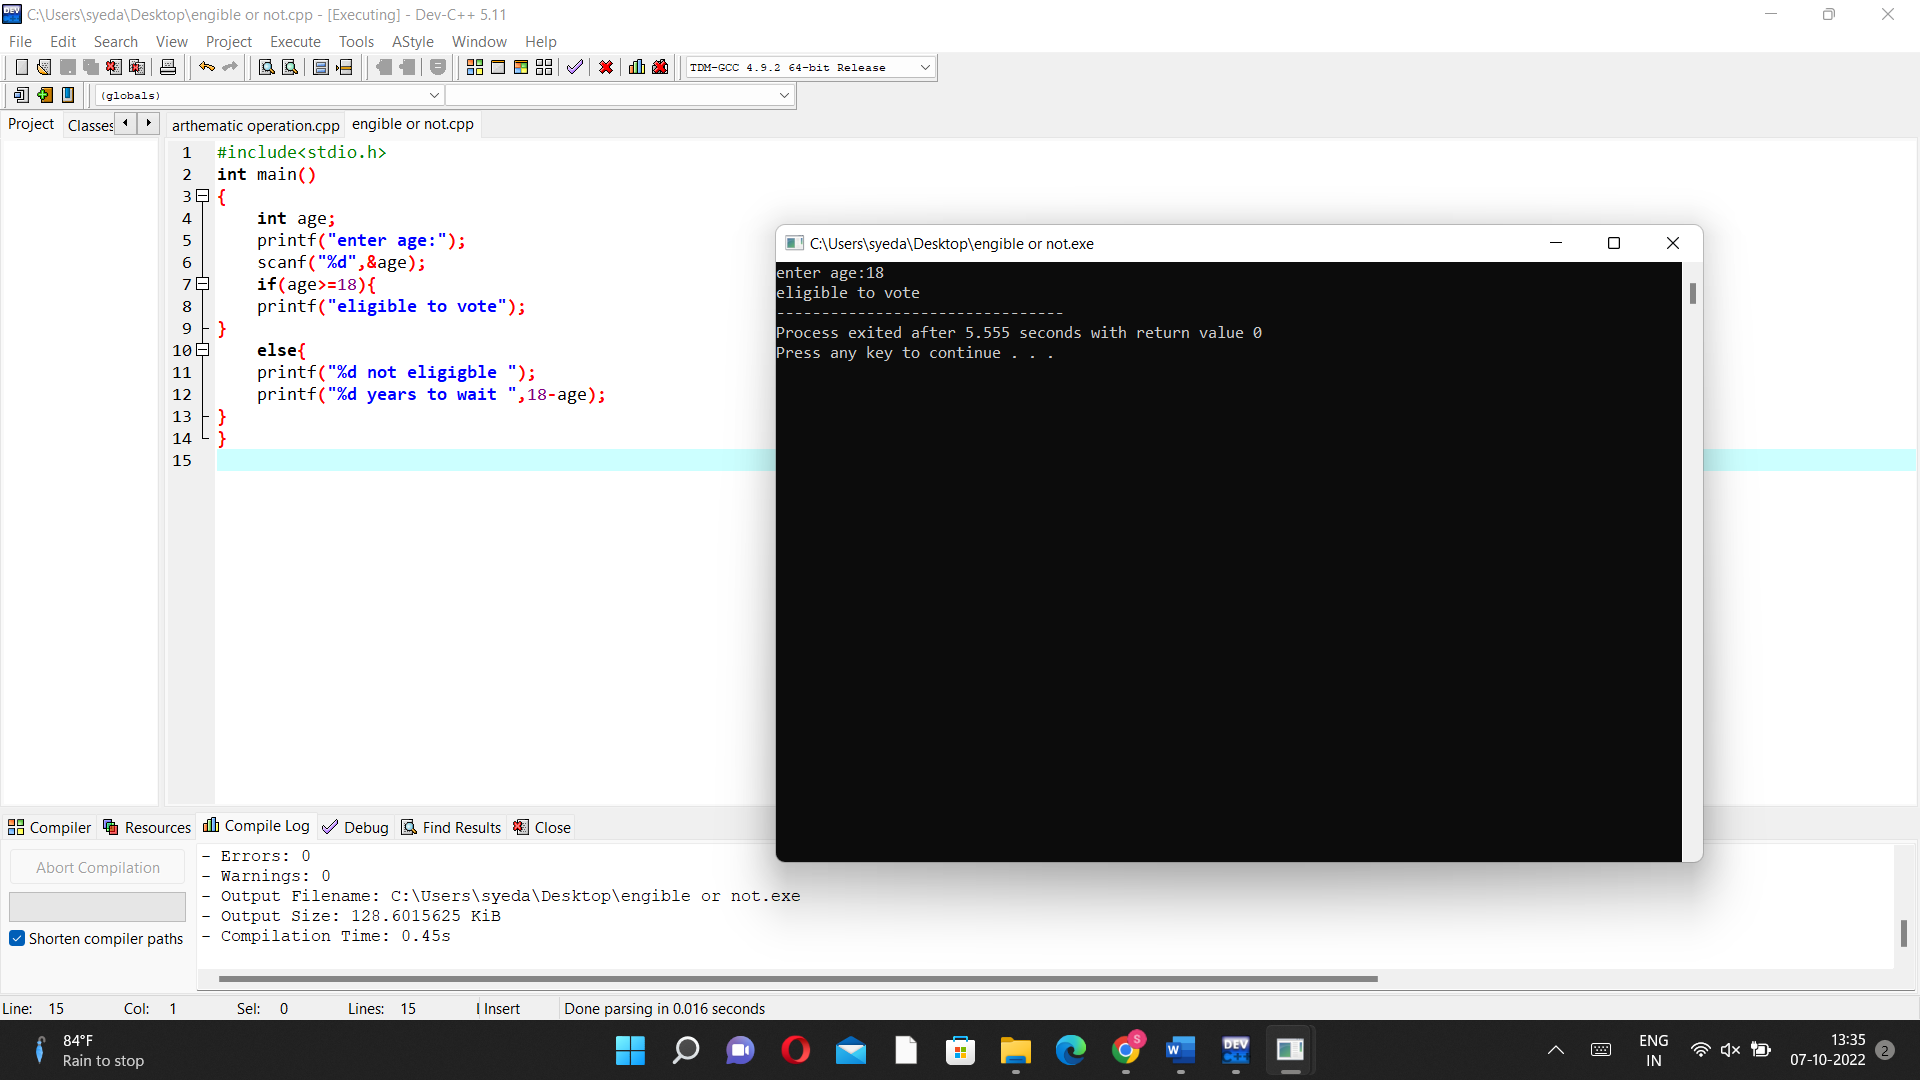 C:\Users\syeda\Desktop\engible or not.cpp - [Executing] - Dev-C++ 5.11
File Edit Search View Project Execute Tools AStyle Window Help
TDM-GCC 4.9.2 64-bit Release
(globals)
Project Classes arthematic operation.cpp engible or not.cpp
1 #include<stdio.h>
2 int main()
3 {
4 int age;
5 printf("enter age:");
6 scanf("%d",&age);
7 if(age>=18){
8 printf("eligible to vote");
9 }
10 else{
11 printf("%d not eligigble ");
12 printf("%d years to wait ",18-age);
13 }
14 }
15
C:\Users\syeda\Desktop\engible or not.exe
enter age:18
eligible to vote
--------------------------------
Process exited after 5.555 seconds with return value 0
Press any key to continue . . .
Compiler Resources Compile Log Debug Find Results Close
Abort Compilation
Shorten compiler paths
- Errors: 0
- Warnings: 0
- Output Filename: C:\Users\syeda\Desktop\engible or not.exe
- Output Size: 128.6015625 KiB
- Compilation Time: 0.45s
Line: 15 Col: 1 Sel: 0 Lines: 15 Insert Done parsing in 0.016 seconds
84°F
Rain to stop
S
W
DEV
C++
ENG
IN
13:35
07-10-2022
2